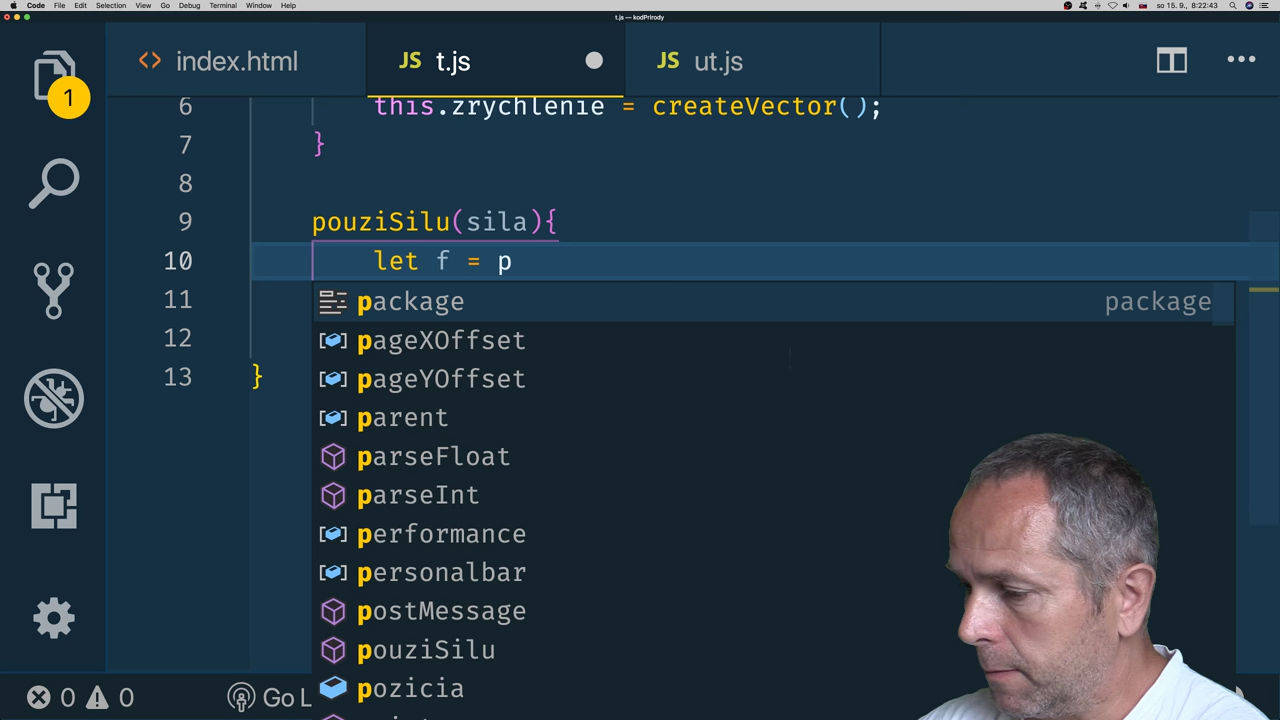 Code File Edit Selection View Go Debug Terminal Window Help so 15. 9., 8:22:43
t.js — kodPrirody
index.html JS t.js JS ut.js
1
6 this.zrychlenie = createVector();
7 }
8
9 pouziSilu(sila){
10 let f = p
11 package package
pageXOffset
12 pageYOffset
13 } parent
parseFloat
parseInt
performance
personalbar
postMessage
pouziSilu
pozicia
0 0 Go L